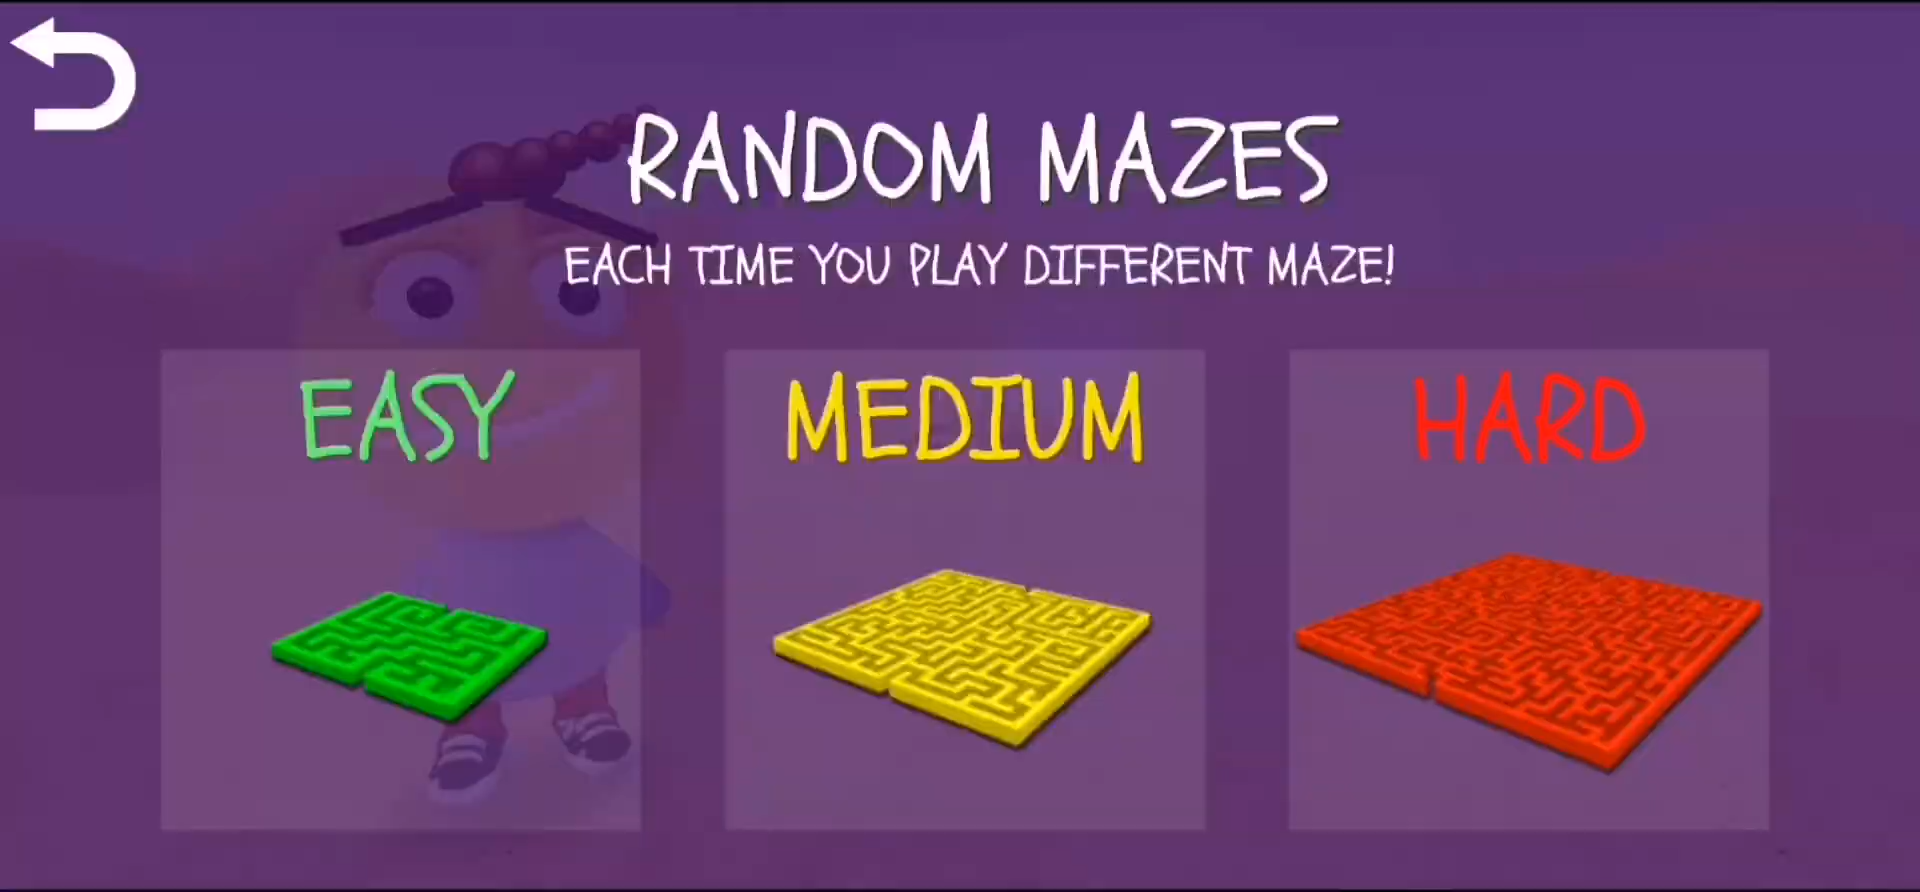 RANDOM MAZES
EACH TIME YOU PLAY DIFFERENT MAZE!
EASY
MEDIUM
HARD